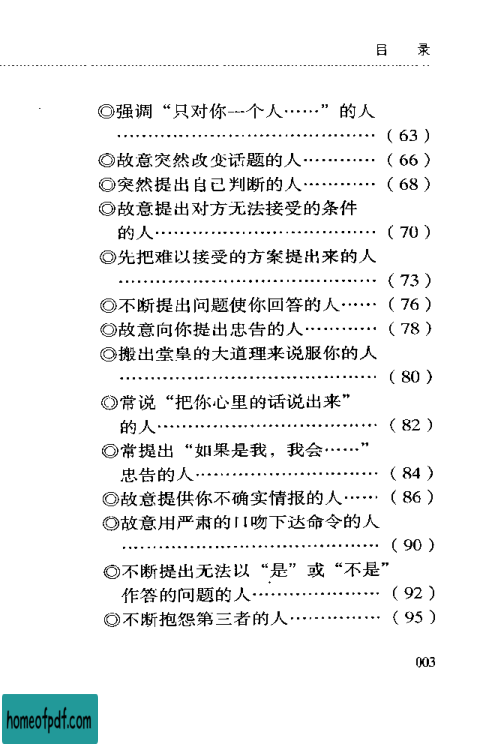 目 录
◎强调“只对你一个人……”的人
……………………………………（63）
◎故意突然改变话题的人…………（66）
◎突然提出自己判断的人…………（68）
◎故意提出对方无法接受的条件
的人………………………………（70）
◎先把难以接受的方案提出来的人
……………………………………（73）
◎不断提出问题使你回答的人……（76）
◎故意向你提出忠告的人…………（78）
◎搬出堂皇的大道理来说服你的人
……………………………………（80）
◎常说“把你心里的话说出来”
的人………………………………（82）
◎常提出“如果是我，我会……”
忠告的人…………………………（84）
◎故意提供你不确实情报的人……（86）
◎故意用严肃的口吻下达命令的人
……………………………………（90）
◎不断提出无法以“是”或“不是”
作答的问题的人…………………（92）
◎不断抱怨第三者的人……………（95）
003
homeofpdf.com